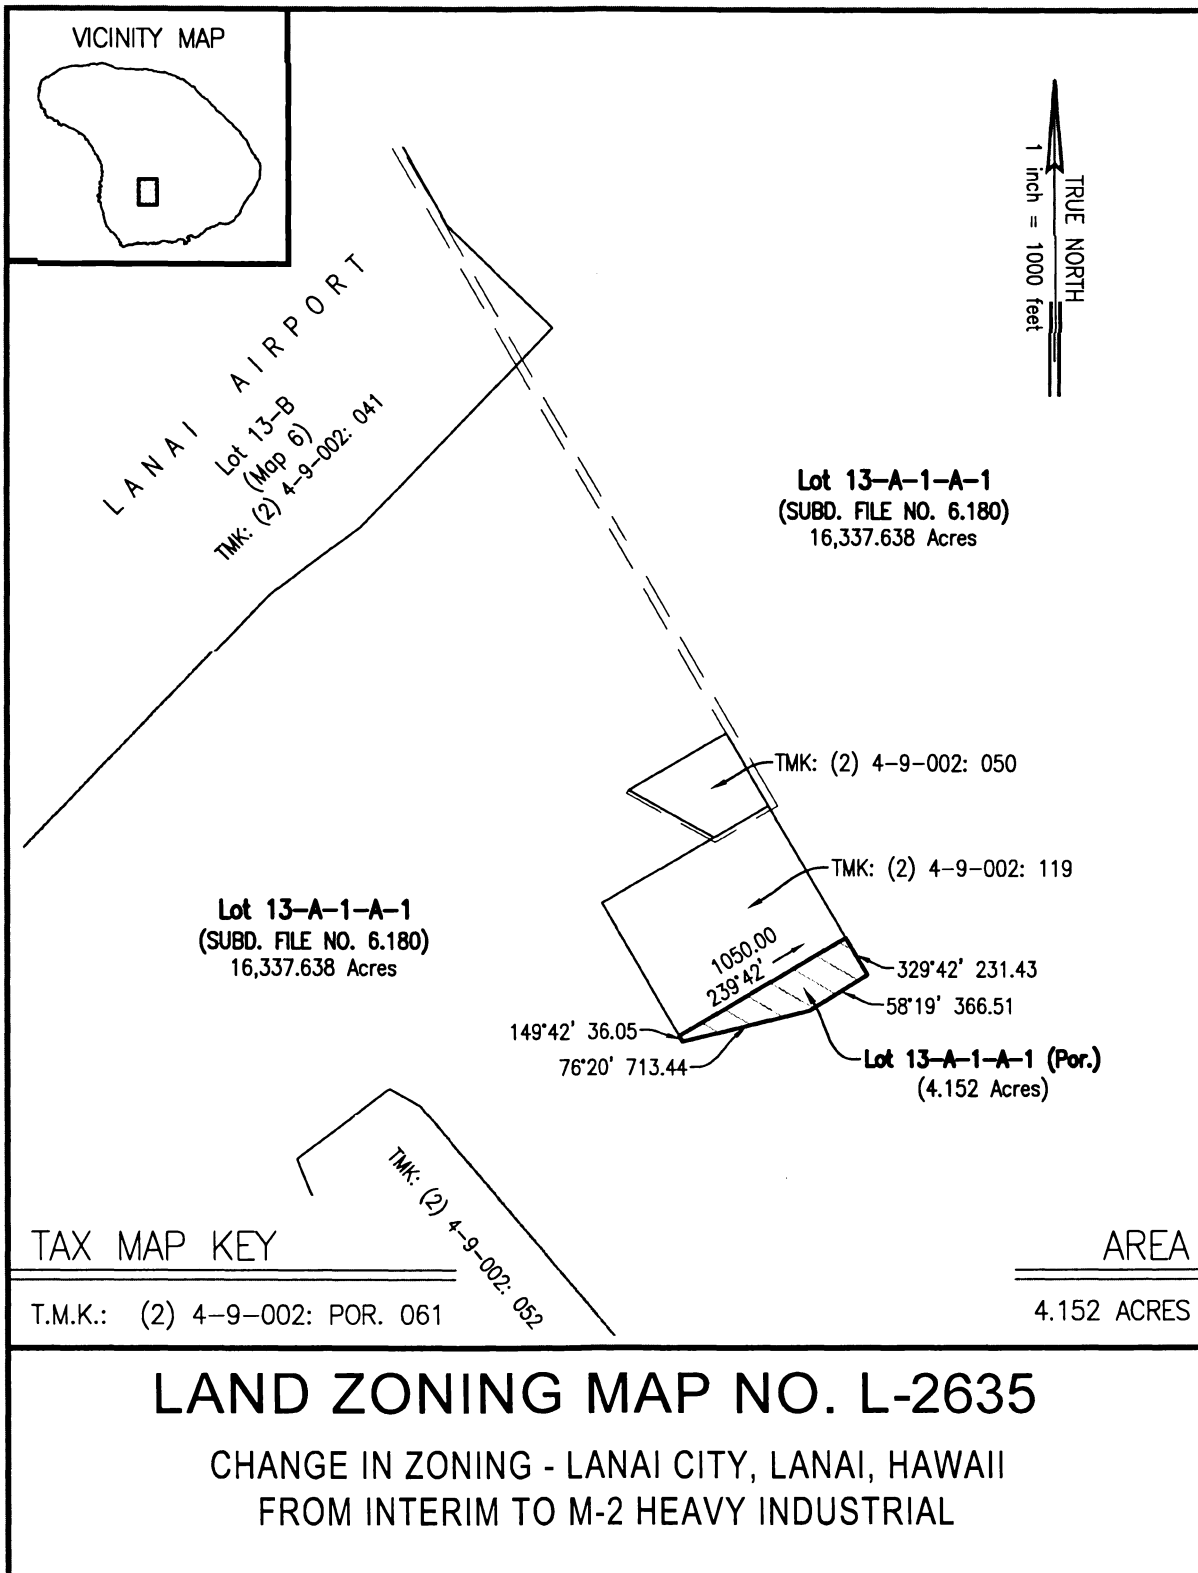 VICINITY MAP
TRUE NORTH
1 inch = 1000 feet
LANAI AIRPORT
Lot 13-B
(Map 6)
TMK: (2) 4-9-002: 041
Lot 13-A-1-A-1
(SUBD. FILE NO. 6.180)
16,337.638 Acres
TMK: (2) 4-9-002: 050
TMK: (2) 4-9-002: 119
Lot 13-A-1-A-1
(SUBD. FILE NO. 6.180)
16,337.638 Acres
1050.00
239°42'
329°42' 231.43
58°19' 366.51
149°42' 36.05
76°20' 713.44
Lot 13-A-1-A-1 (Por.)
(4.152 Acres)
TMK: (2) 4-9-002: 052
TAX MAP KEY
T.M.K.: (2) 4-9-002: POR. 061
AREA
4.152 ACRES
LAND ZONING MAP NO. L-2635
CHANGE IN ZONING - LANAI CITY, LANAI, HAWAII
FROM INTERIM TO M-2 HEAVY INDUSTRIAL